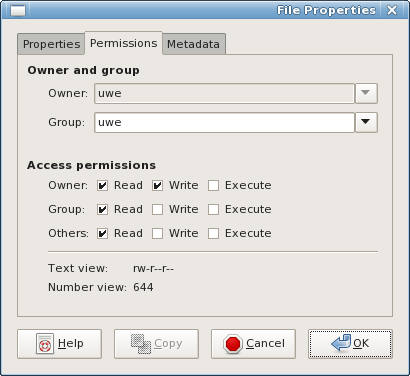 File Properties
Properties Permissions Metadata
Owner and group
Owner: uwe
Group: uwe
Access permissions
Owner: Read Write Execute
Group: Read Write Execute
Others: Read Write Execute
Text view: rw-r--r--
Number view: 644
Help Copy Cancel OK